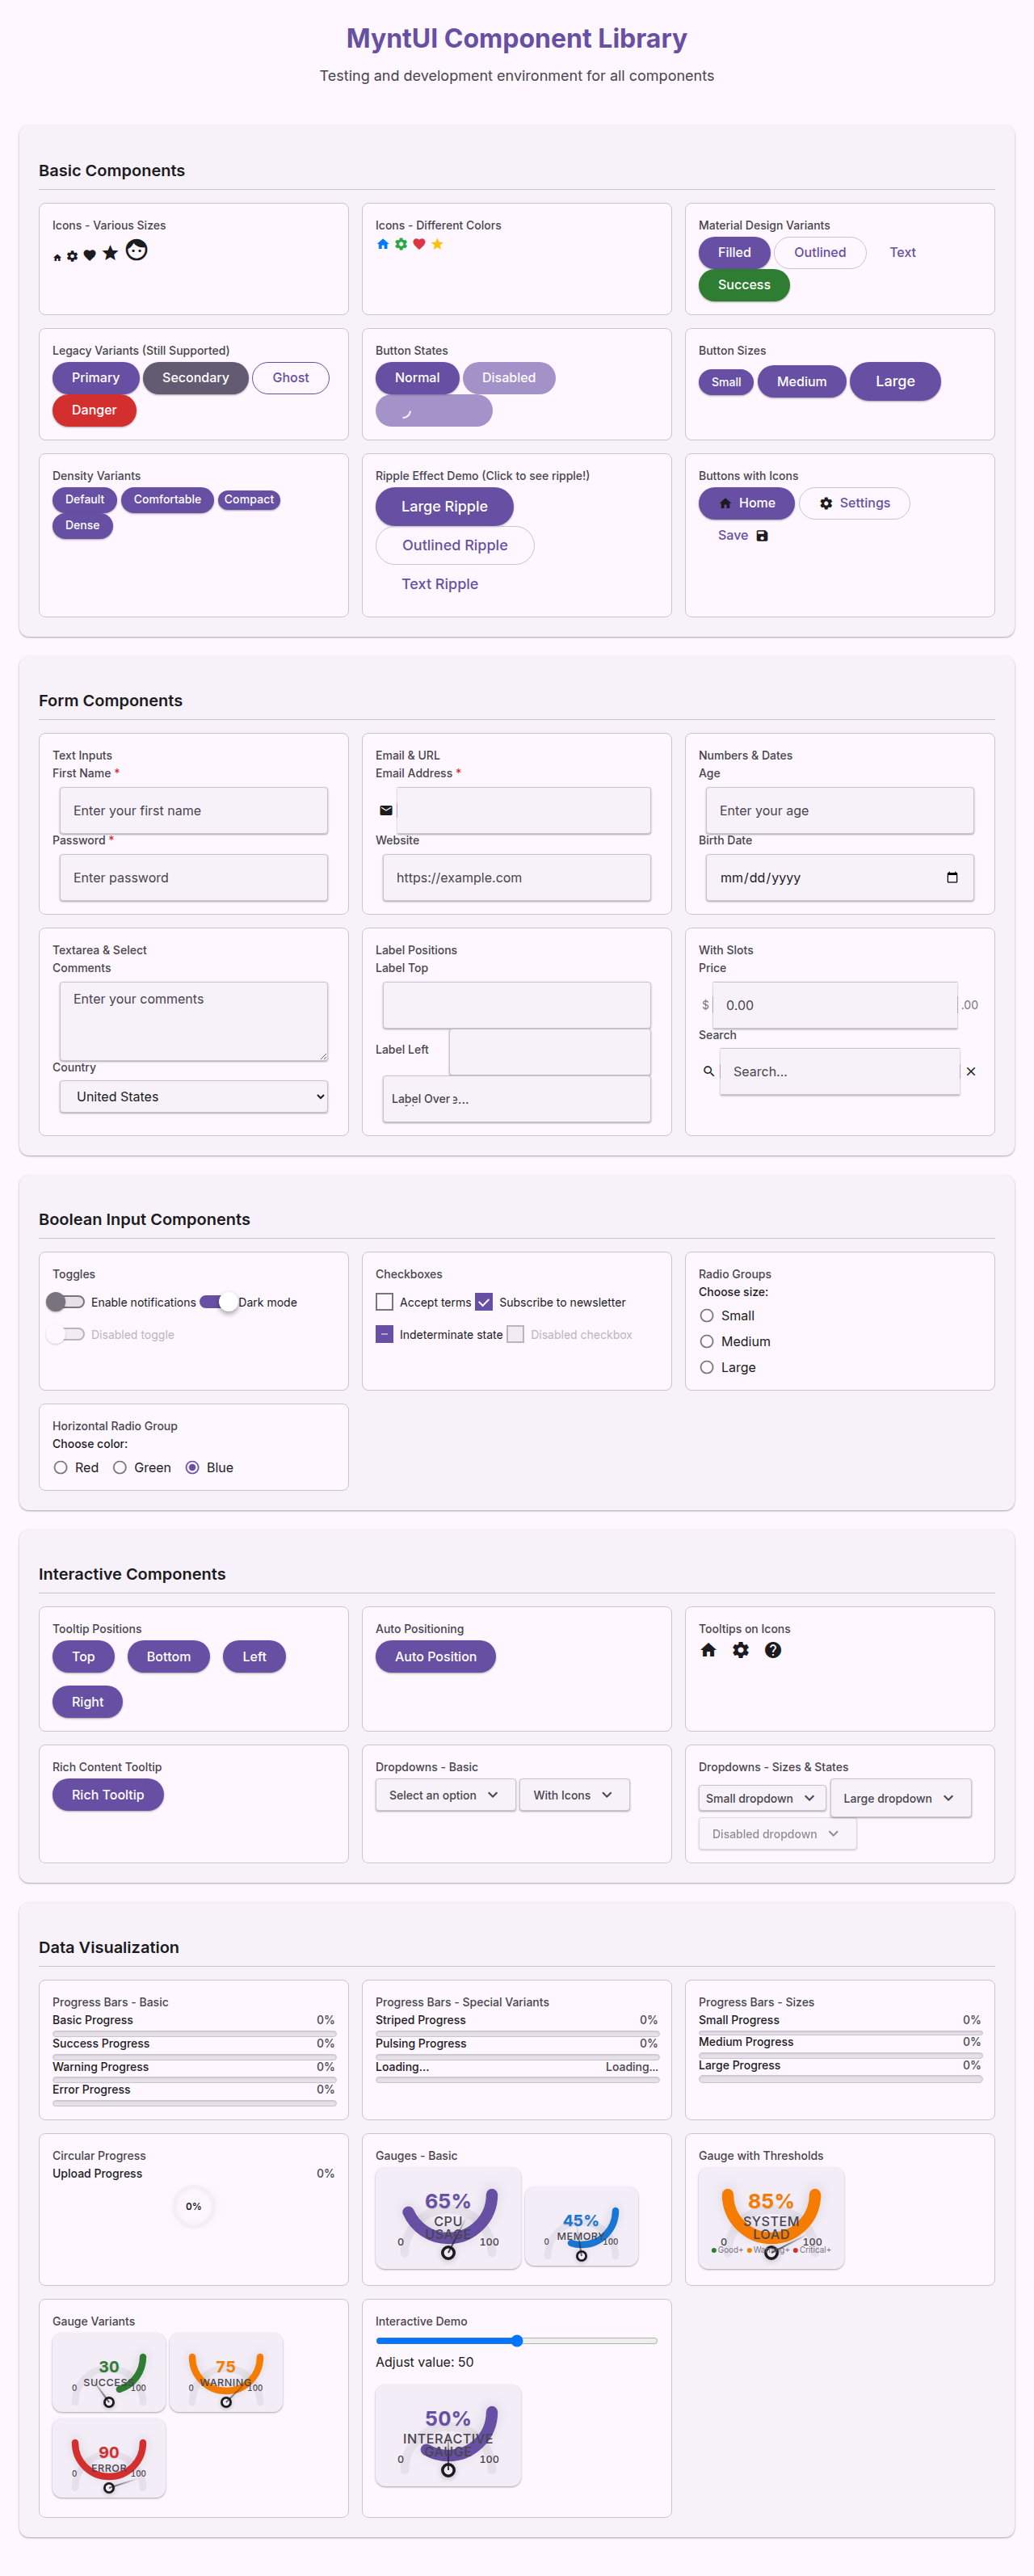 MyntUI Component Library
Testing and development environment for all components
Basic Components
Icons - Various Sizes
Icons - Different Colors
Material Design Variants
Filled
Outlined
Text
Success
Legacy Variants (Still Supported)
Primary
Secondary
Ghost
Danger
Button States
Normal
Disabled
Button Sizes
Small
Medium
Large
Density Variants
Default
Comfortable
Compact
Dense
Ripple Effect Demo (Click to see ripple!)
Large Ripple
Outlined Ripple
Text Ripple
Buttons with Icons
Home
Settings
Save
Form Components
Text Inputs
First Name *
Enter your first name
Password *
Enter password
Email & URL
Email Address *
Website
https://example.com
Numbers & Dates
Age
Enter your age
Birth Date
mm/dd/yyyy
Textarea & Select
Comments
Enter your comments
Country
United States
Label Positions
Label Top
Label Left
Label Over
With Slots
Price
$ 0.00 .00
Search
Search...
Boolean Input Components
Toggles
Enable notifications
Dark mode
Disabled toggle
Checkboxes
Accept terms
Subscribe to newsletter
Indeterminate state
Disabled checkbox
Radio Groups
Choose size:
Small
Medium
Large
Horizontal Radio Group
Choose color:
Red
Green
Blue
Interactive Components
Tooltip Positions
Top
Bottom
Left
Right
Auto Positioning
Auto Position
Tooltips on Icons
Rich Content Tooltip
Rich Tooltip
Dropdowns - Basic
Select an option
With Icons
Dropdowns - Sizes & States
Small dropdown
Large dropdown
Disabled dropdown
Data Visualization
Progress Bars - Basic
Basic Progress 0%
Success Progress 0%
Warning Progress 0%
Error Progress 0%
Progress Bars - Special Variants
Striped Progress 0%
Pulsing Progress 0%
Loading... Loading...
Progress Bars - Sizes
Small Progress 0%
Medium Progress 0%
Large Progress 0%
Circular Progress
Upload Progress 0%
0%
Gauges - Basic
65%
CPU
USAGE
0 100
45%
MEMORY
0 100
Gauge with Thresholds
85%
SYSTEM
LOAD
0 100
Good+ Critical+
Gauge Variants
30
SUCCESS
0 100
75
WARNING
0 100
90
ERROR
0 100
Interactive Demo
Adjust value: 50
50%
INTERACTIVE
GAUGE
0 100